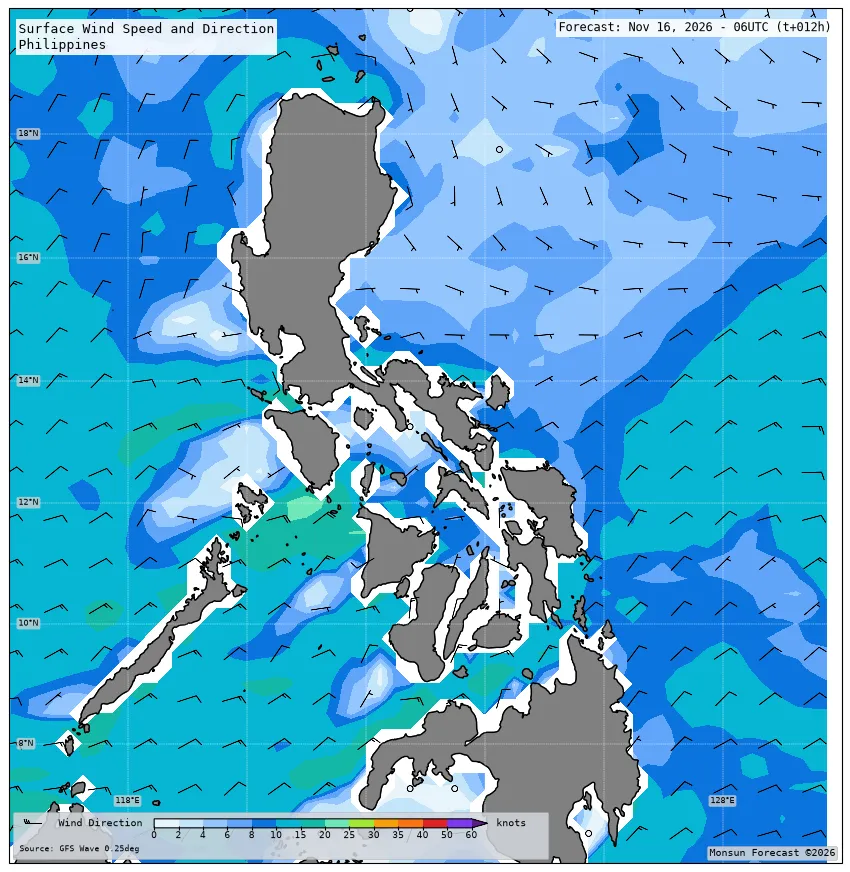 Surface Wind Speed and Direction
Philippines
Forecast: Nov 16, 2026 - 06UTC (t+012h)
18°N
16°N
14°N
12°N
10°N
8°N
118°E
128°E
Wind Direction
knots
0 2 4 6 8 10 15 20 25 30 35 40 50 60
Source: GFS Wave 0.25deg
Monsun Forecast ©2026